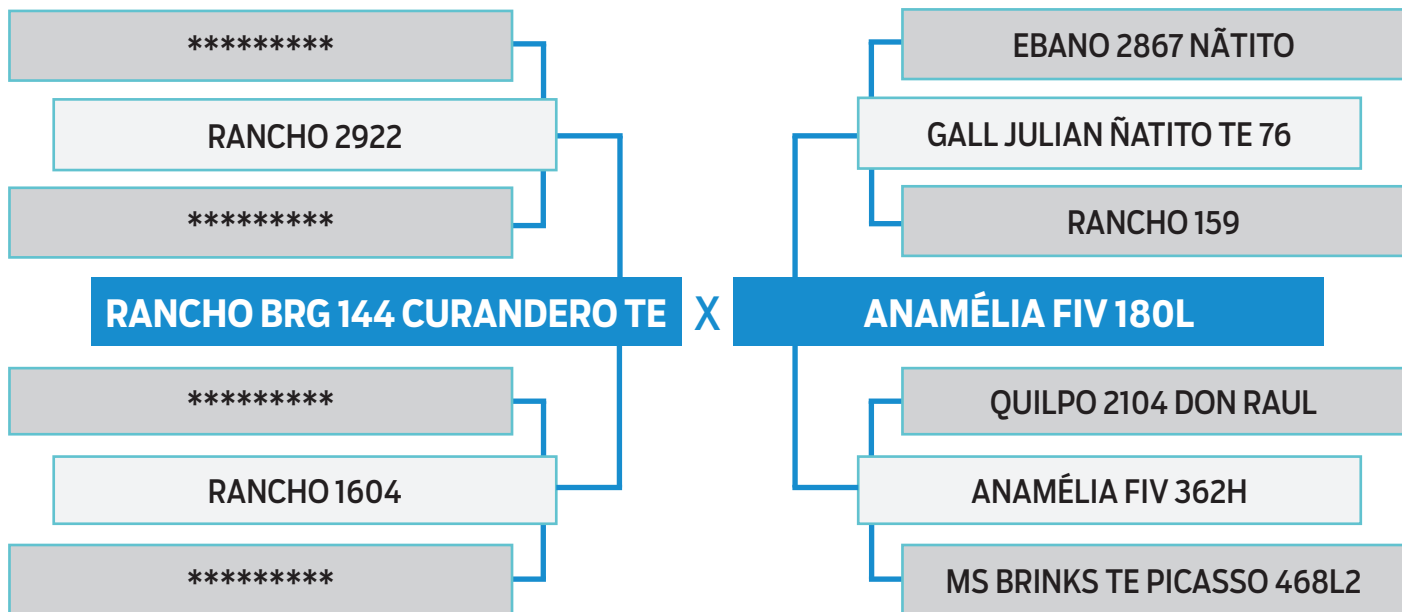 *********
RANCHO 2922
*********
RANCHO BRG 144 CURANDERO TE
*********
RANCHO 1604
*********
X
EBANO 2867 NÃTITO
GALL JULIAN ÑATITO TE 76
RANCHO 159
ANAMÉLIA FIV 180L
QUILPO 2104 DON RAUL
ANAMÉLIA FIV 362H
MS BRINKS TE PICASSO 468L2